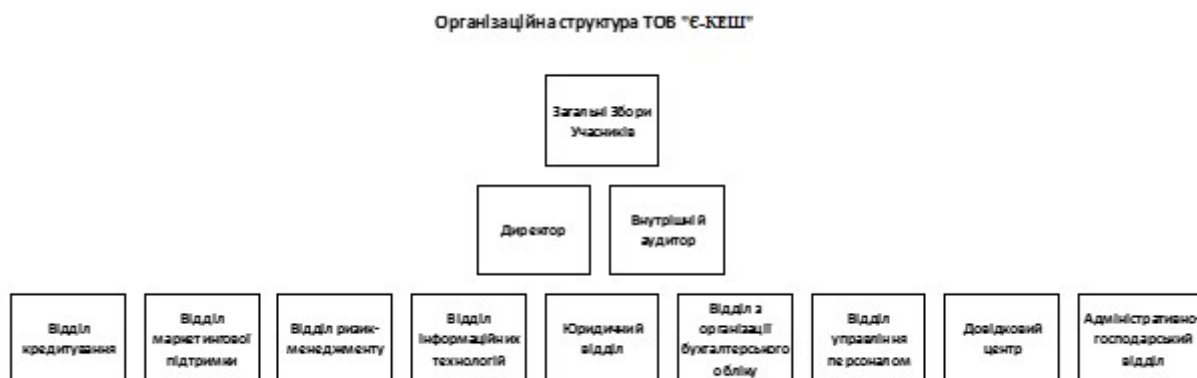 Організаційна структура ТОВ "Є-КЕШ"
Загальні Збори
Учасників
Директор
Внутрішній
аудитор
Відділ
кредитування
Відділ
маркетингової
підтримки
Відділ ризик-
менеджменту
Відділ
інформаційних
технологій
Юридичний
відділ
Відділ з
організації
бухгалтерського
обліку
Відділ
управління
персоналом
Довідковий
центр
Адміністративно-
господарський
відділ